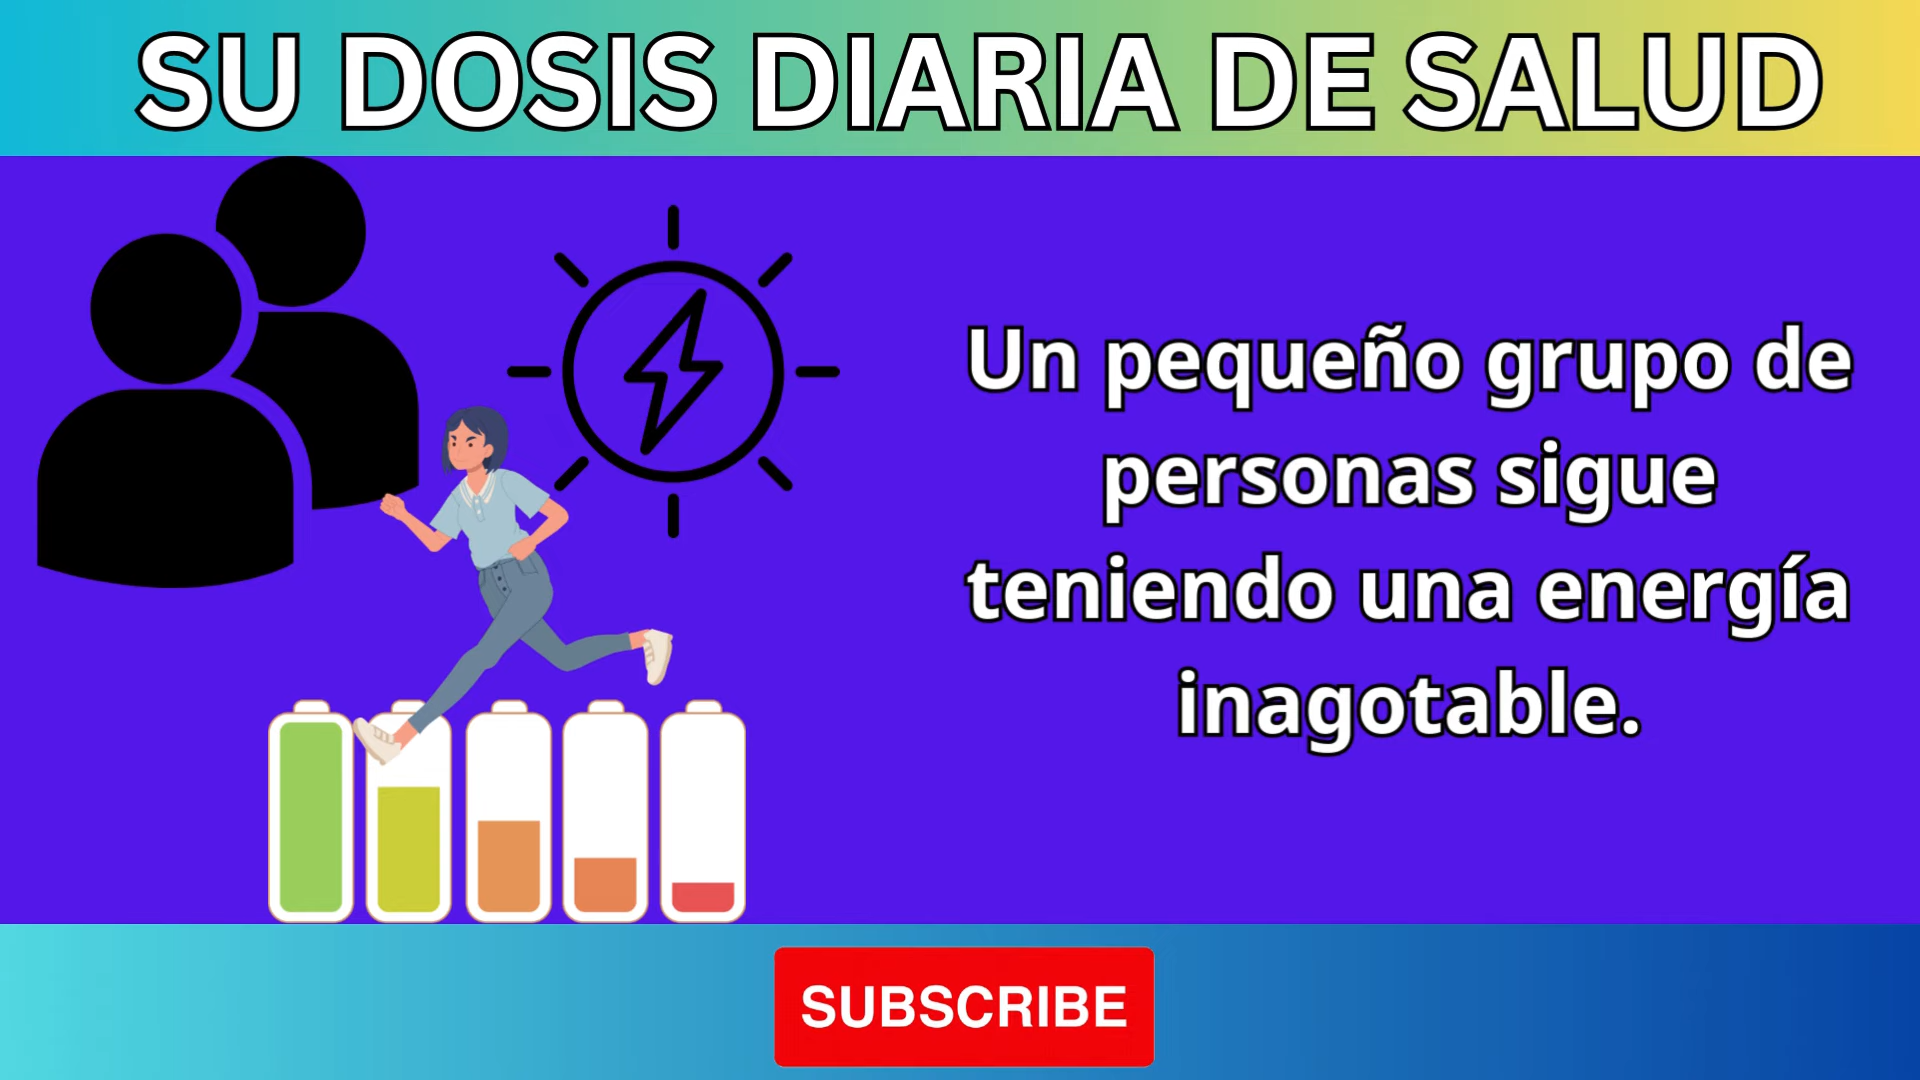 SU DOSIS DIARIA DE SALUD
Un pequeño grupo de
personas sigue
teniendo una energía
inagotable.
SUBSCRIBE